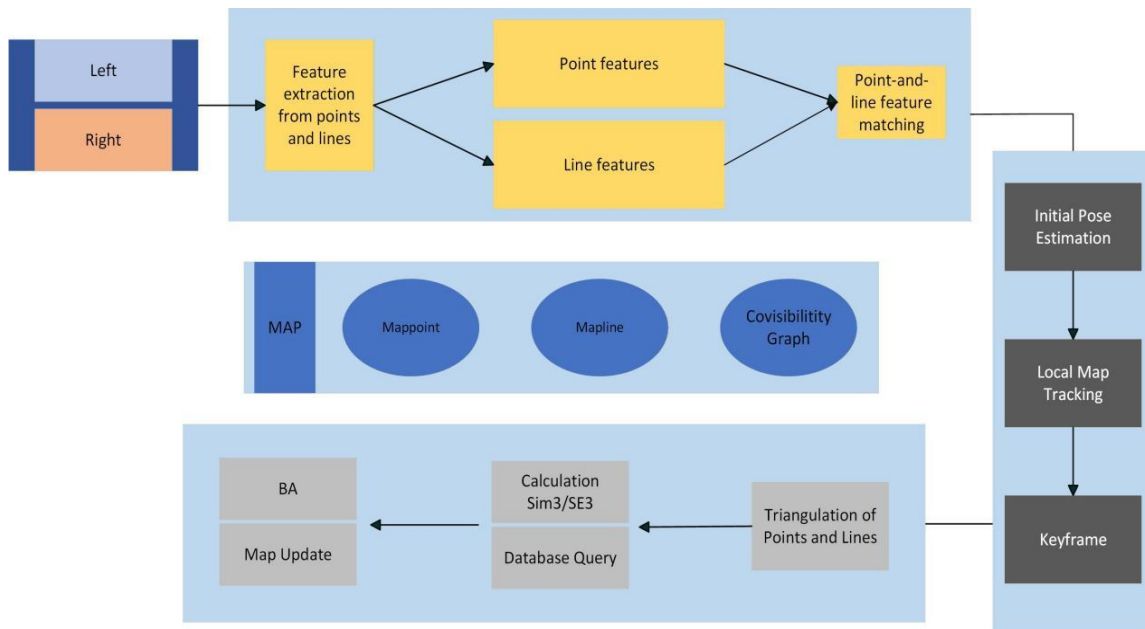 Left
Right
Feature
extraction
from points
and lines
Point features
Line features
Point-and-
line feature
matching
Initial Pose
Estimation
Local Map
Tracking
Keyframe
MAP
Mappoint
Mapline
Covisibilitity
Graph
BA
Map Update
Calculation
Sim3/SE3
Database Query
Triangulation of
Points and Lines